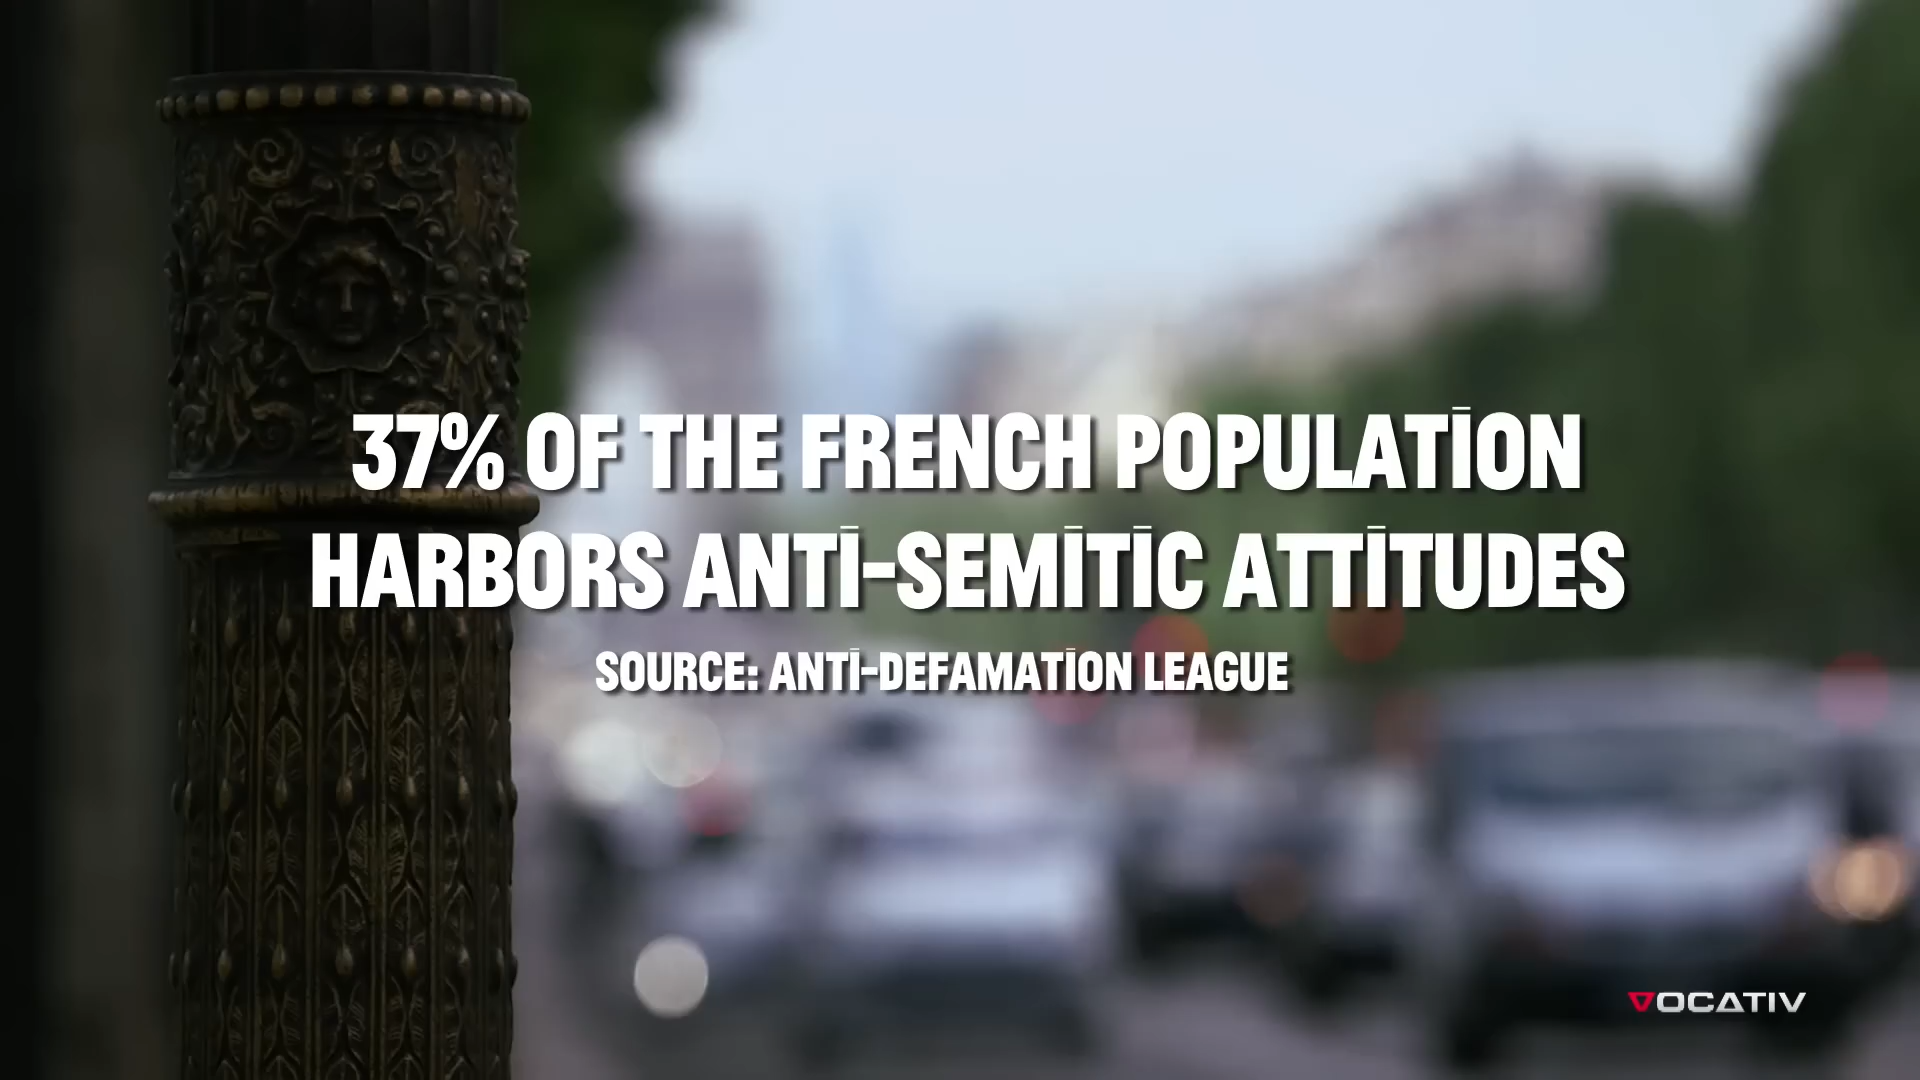 37% OF THE FRENCH POPULATION
HARBORS ANTI-SEMITIC ATTITUDES
SOURCE: ANTI-DEFAMATION LEAGUE
VOCATIV